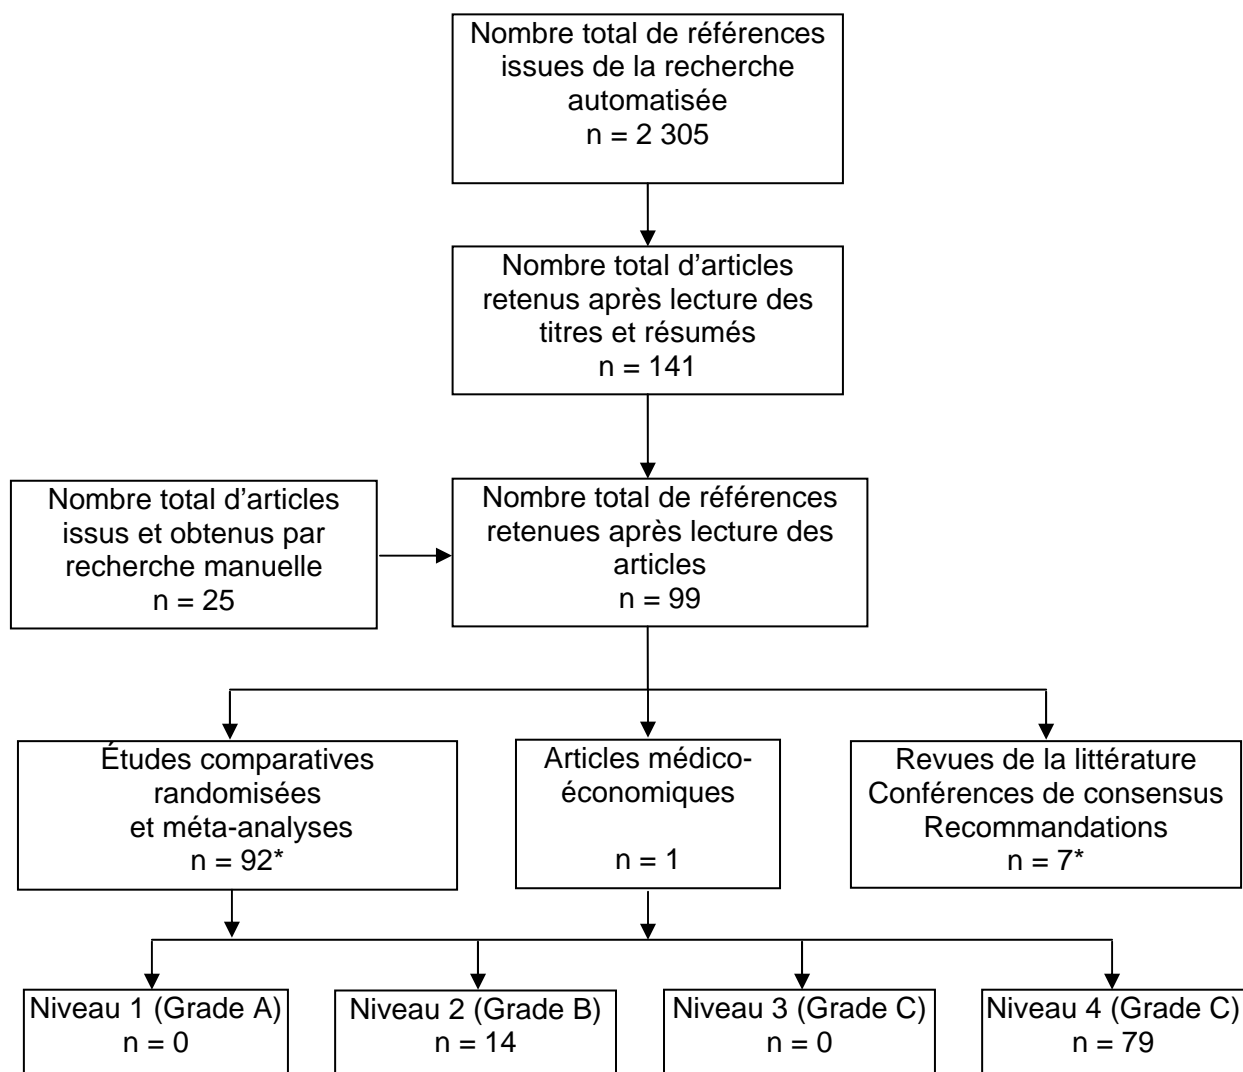 Nombre total de références
issues de la recherche
automatisée
n = 2 305
Nombre total d’articles
retenus après lecture des
titres et résumés
n = 141
Nombre total d’articles
issus et obtenus par
recherche manuelle
n = 25
Nombre total de références
retenues après lecture des
articles
n = 99
Études comparatives
randomisées
et méta-analyses
n = 92*
Articles médico-
économiques
n = 1
Revues de la littérature
Conférences de consensus
Recommandations
n = 7*
Niveau 1 (Grade A)
n = 0
Niveau 2 (Grade B)
n = 14
Niveau 3 (Grade C)
n = 0
Niveau 4 (Grade C)
n = 79